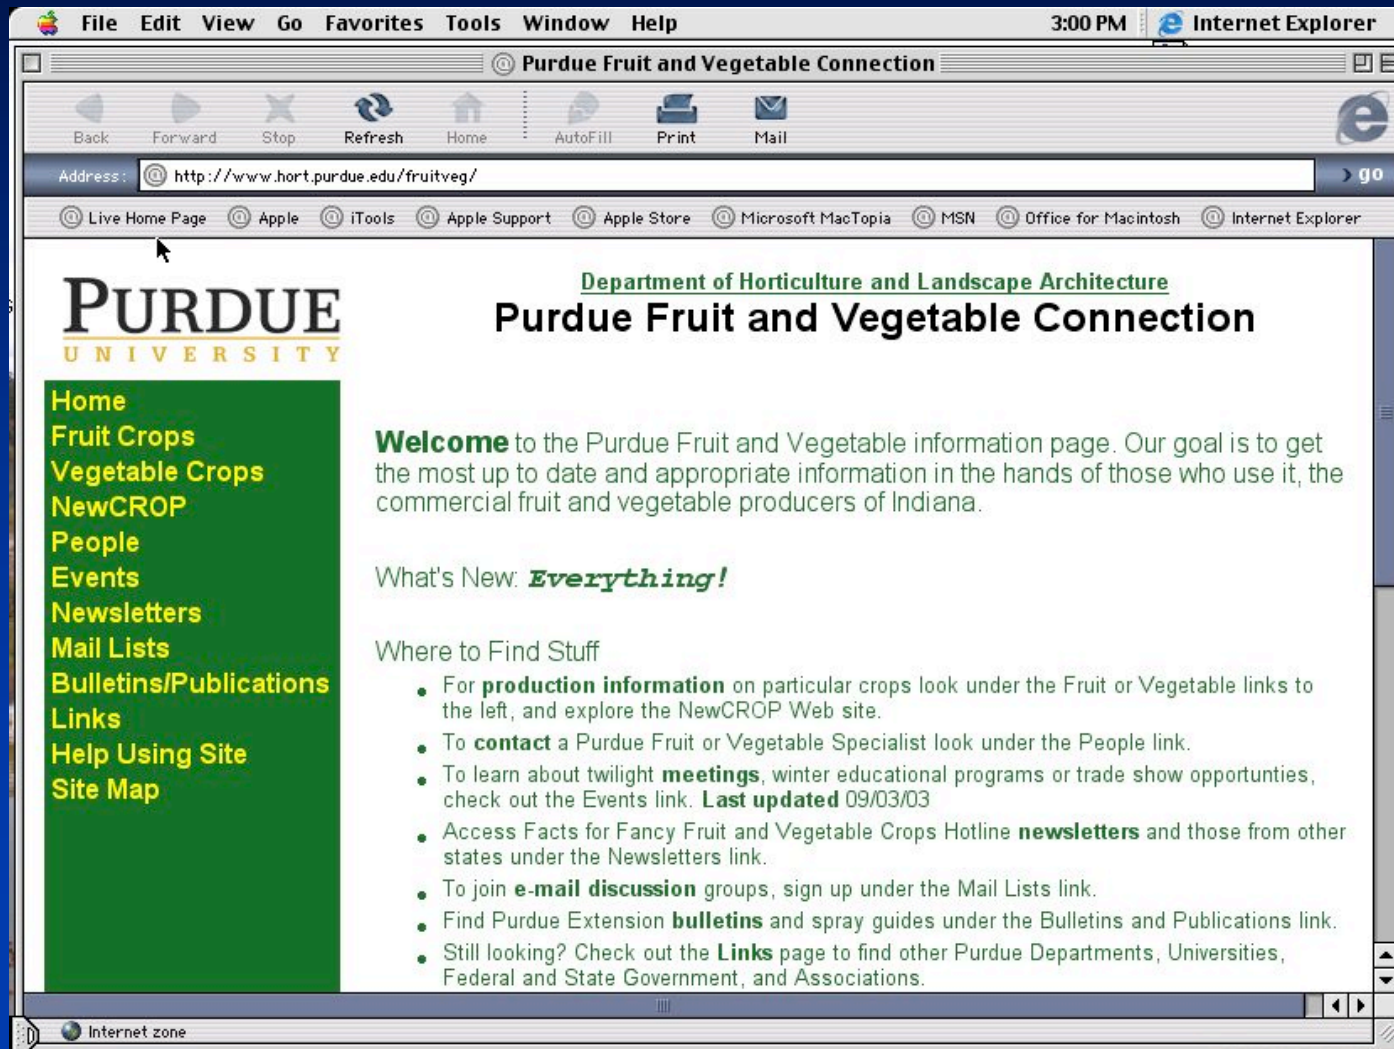 File Edit View Go Favorites Tools Window Help 3:00 PM Internet Explorer
Purdue Fruit and Vegetable Connection
Back Forward Stop Refresh Home AutoFill Print Mail
Address: http://www.hort.purdue.edu/fruitveg/ go
Live Home Page Apple iTools Apple Support Apple Store Microsoft MacTopia MSN Office for Macintosh Internet Explorer
PURDUE
UNIVERSITY
Department of Horticulture and Landscape Architecture
Purdue Fruit and Vegetable Connection
Home
Fruit Crops
Vegetable Crops
NewCROP
People
Events
Newsletters
Mail Lists
Bulletins/Publications
Links
Help Using Site
Site Map
Welcome to the Purdue Fruit and Vegetable information page. Our goal is to get
the most up to date and appropriate information in the hands of those who use it, the
commercial fruit and vegetable producers of Indiana.
What's New: Everything!
Where to Find Stuff
For production information on particular crops look under the Fruit or Vegetable links to
the left, and explore the NewCROP Web site.
To contact a Purdue Fruit or Vegetable Specialist look under the People link.
To learn about twilight meetings, winter educational programs or trade show opportunties,
check out the Events link. Last updated 09/03/03
Access Facts for Fancy Fruit and Vegetable Crops Hotline newsletters and those from other
states under the Newsletters link.
To join e-mail discussion groups, sign up under the Mail Lists link.
Find Purdue Extension bulletins and spray guides under the Bulletins and Publications link.
Still looking? Check out the Links page to find other Purdue Departments, Universities,
Federal and State Government, and Associations.
Internet zone